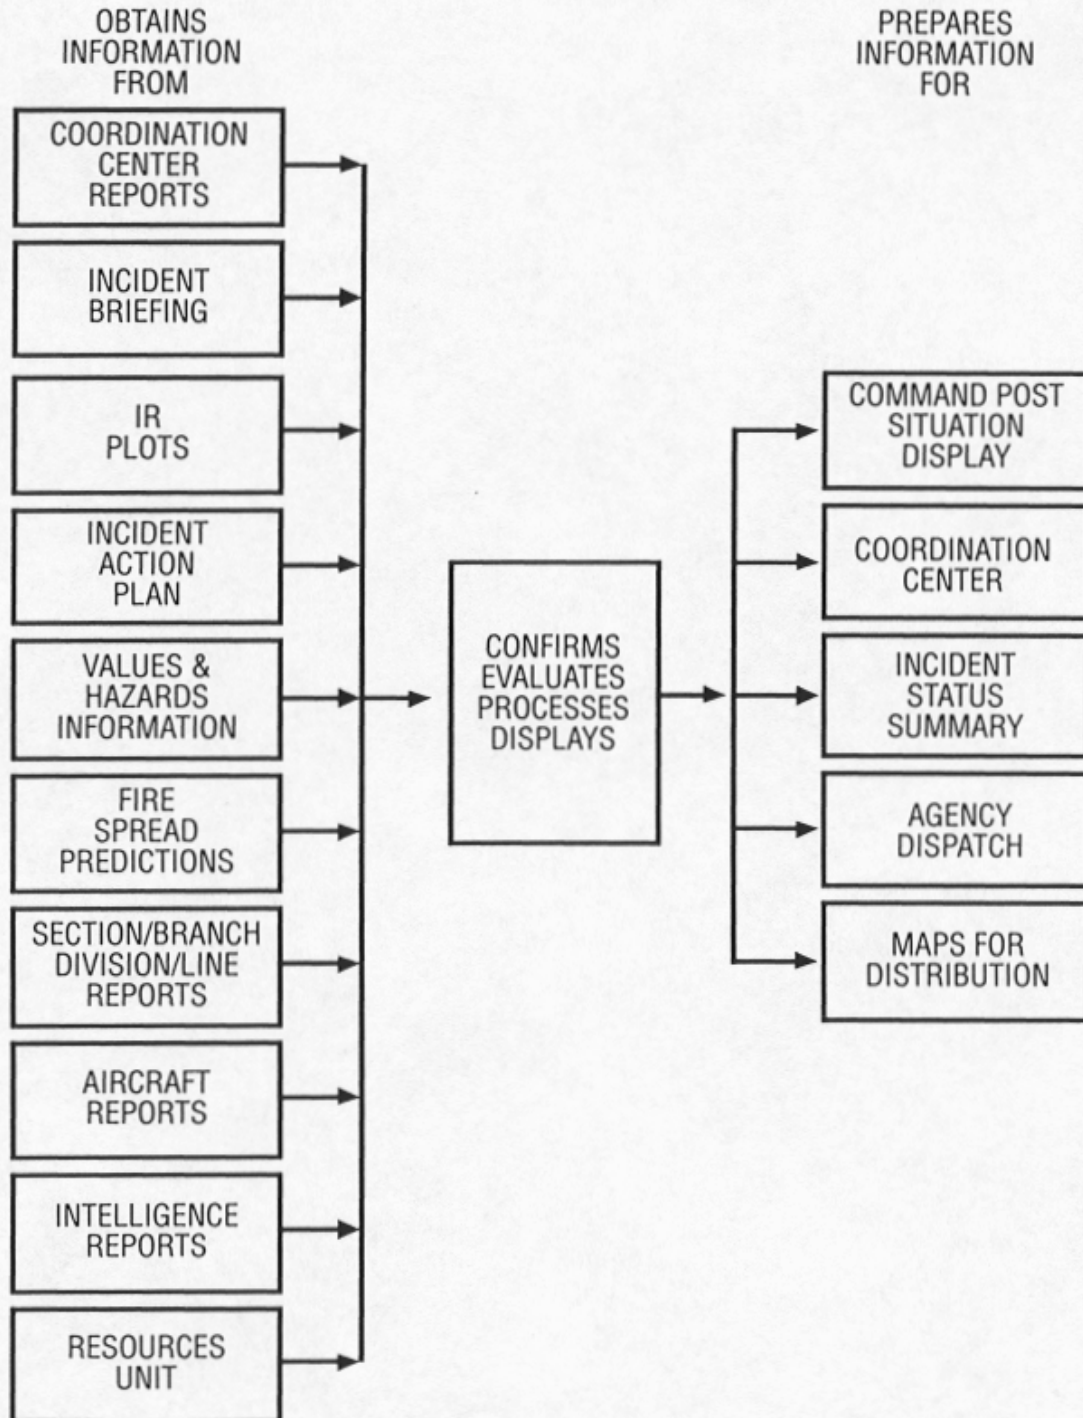 OBTAINS
INFORMATION
FROM
PREPARES
INFORMATION
FOR
COORDINATION
CENTER
REPORTS
INCIDENT
BRIEFING
IR
PLOTS
INCIDENT
ACTION
PLAN
VALUES &
HAZARDS
INFORMATION
FIRE
SPREAD
PREDICTIONS
SECTION/BRANCH
DIVISION/LINE
REPORTS
AIRCRAFT
REPORTS
INTELLIGENCE
REPORTS
RESOURCES
UNIT
CONFIRMS
EVALUATES
PROCESSES
DISPLAYS
COMMAND POST
SITUATION
DISPLAY
COORDINATION
CENTER
INCIDENT
STATUS
SUMMARY
AGENCY
DISPATCH
MAPS FOR
DISTRIBUTION